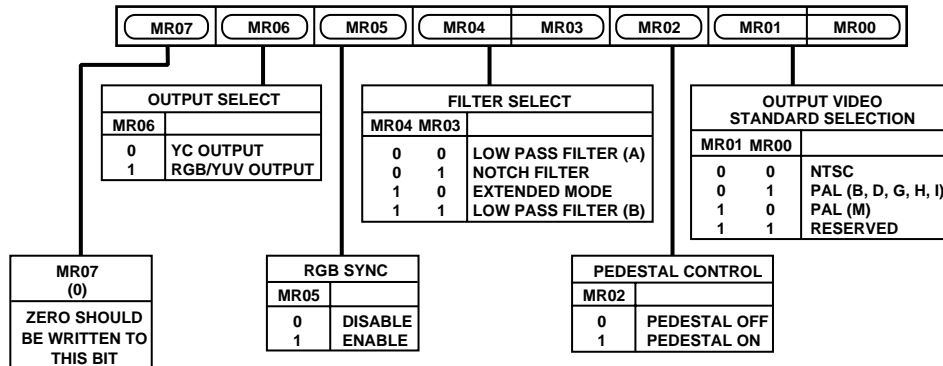 MR07 MR06 MR05 MR04 MR03 MR02 MR01 MR00
OUTPUT SELECT
MR06
0 YC OUTPUT
1 RGB/YUV OUTPUT
FILTER SELECT
MR04 MR03
0 0 LOW PASS FILTER (A)
0 1 NOTCH FILTER
1 0 EXTENDED MODE
1 1 LOW PASS FILTER (B)
OUTPUT VIDEO
STANDARD SELECTION
MR01 MR00
0 0 NTSC
0 1 PAL (B, D, G, H, I)
1 0 PAL (M)
1 1 RESERVED
MR07
(0)
ZERO SHOULD
BE WRITTEN TO
THIS BIT
RGB SYNC
MR05
0 DISABLE
1 ENABLE
PEDESTAL CONTROL
MR02
0 PEDESTAL OFF
1 PEDESTAL ON